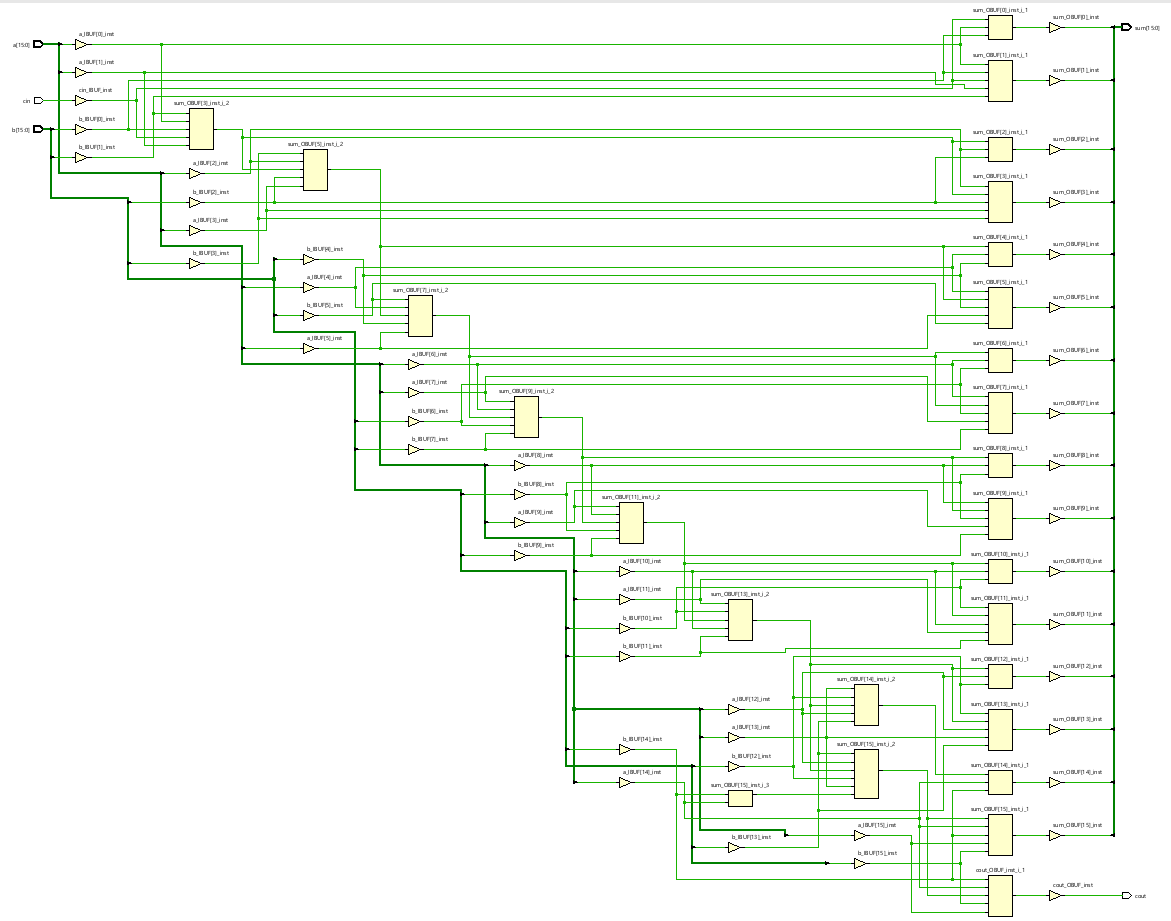 sum_OBUF[0]_inst_i_1
sum_OBUF[0]_inst
sum[15:0]
a_IBUF[0]_inst
a[15:0]
sum_OBUF[1]_inst_i_1
a_IBUF[1]_inst
sum_OBUF[1]_inst
cin_IBUF_inst
cin
sum_OBUF[3]_inst_i_2
b_IBUF[0]_inst
b[15:0]
sum_OBUF[2]_inst_i_1
sum_OBUF[2]_inst
sum_OBUF[5]_inst_i_2
b_IBUF[1]_inst
a_IBUF[2]_inst
sum_OBUF[3]_inst_i_1
b_IBUF[2]_inst
sum_OBUF[3]_inst
a_IBUF[3]_inst
sum_OBUF[4]_inst_i_1
b_IBUF[4]_inst
sum_OBUF[4]_inst
b_IBUF[3]_inst
a_IBUF[4]_inst
sum_OBUF[5]_inst_i_1
sum_OBUF[7]_inst_i_2
b_IBUF[5]_inst
sum_OBUF[5]_inst
a_IBUF[5]_inst
sum_OBUF[6]_inst_i_1
a_IBUF[6]_inst
sum_OBUF[6]_inst
a_IBUF[7]_inst
sum_OBUF[7]_inst_i_1
sum_OBUF[9]_inst_i_2
b_IBUF[6]_inst
sum_OBUF[7]_inst
b_IBUF[7]_inst
sum_OBUF[8]_inst_i_1
a_IBUF[8]_inst
sum_OBUF[8]_inst
b_IBUF[8]_inst
sum_OBUF[11]_inst_i_2
sum_OBUF[9]_inst_i_1
a_IBUF[9]_inst
sum_OBUF[9]_inst
b_IBUF[9]_inst
sum_OBUF[10]_inst_i_1
a_IBUF[10]_inst
sum_OBUF[10]_inst
a_IBUF[11]_inst
sum_OBUF[13]_inst_i_2
sum_OBUF[11]_inst_i_1
b_IBUF[10]_inst
sum_OBUF[11]_inst
b_IBUF[11]_inst
sum_OBUF[12]_inst_i_1
sum_OBUF[12]_inst
sum_OBUF[14]_inst_i_2
a_IBUF[12]_inst
sum_OBUF[13]_inst_i_1
a_IBUF[13]_inst
sum_OBUF[13]_inst
b_IBUF[14]_inst
sum_OBUF[15]_inst_i_2
b_IBUF[12]_inst
sum_OBUF[14]_inst_i_1
a_IBUF[14]_inst
sum_OBUF[14]_inst
sum_OBUF[15]_inst_i_3
sum_OBUF[15]_inst_i_1
a_IBUF[15]_inst
sum_OBUF[15]_inst
b_IBUF[13]_inst
b_IBUF[15]_inst
cout_OBUF_inst_i_1
cout_OBUF_inst
cout